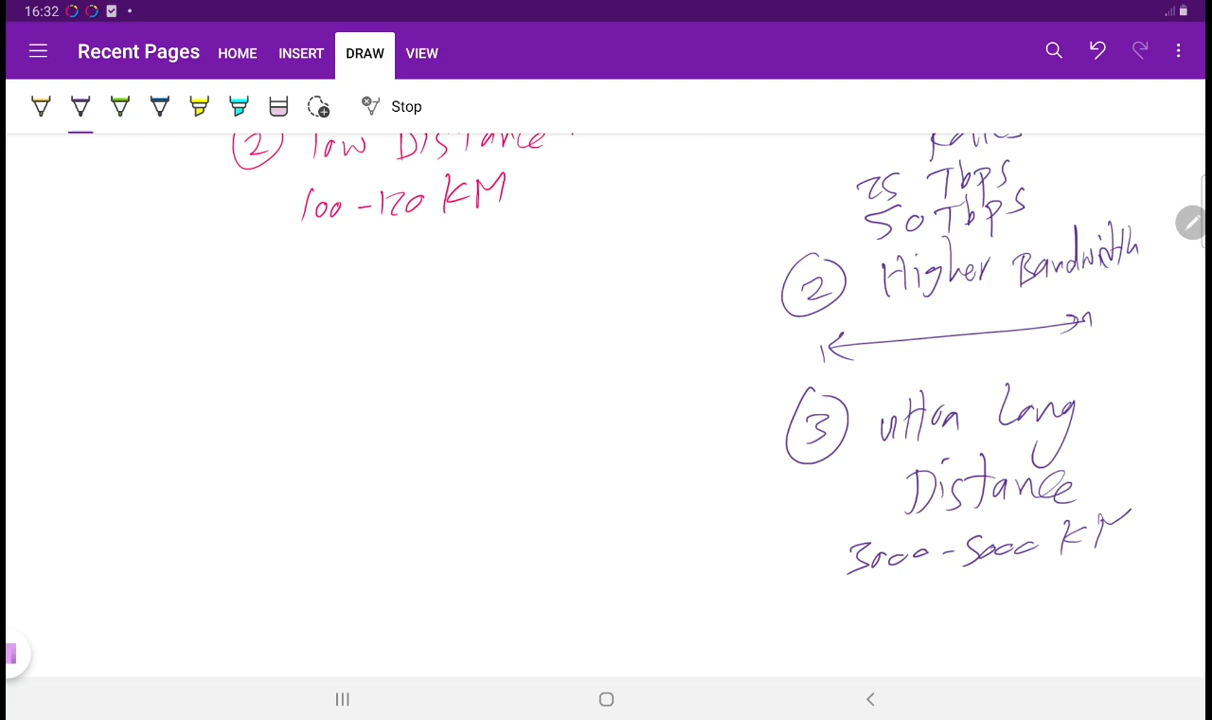 16:32
Recent Pages HOME INSERT DRAW VIEW
Stop
② low Distance
100-120 KM
25 Tbps
50 Tbps
② Higher Bandwidth
③ ultra Long
Distance
3000-5000 KM